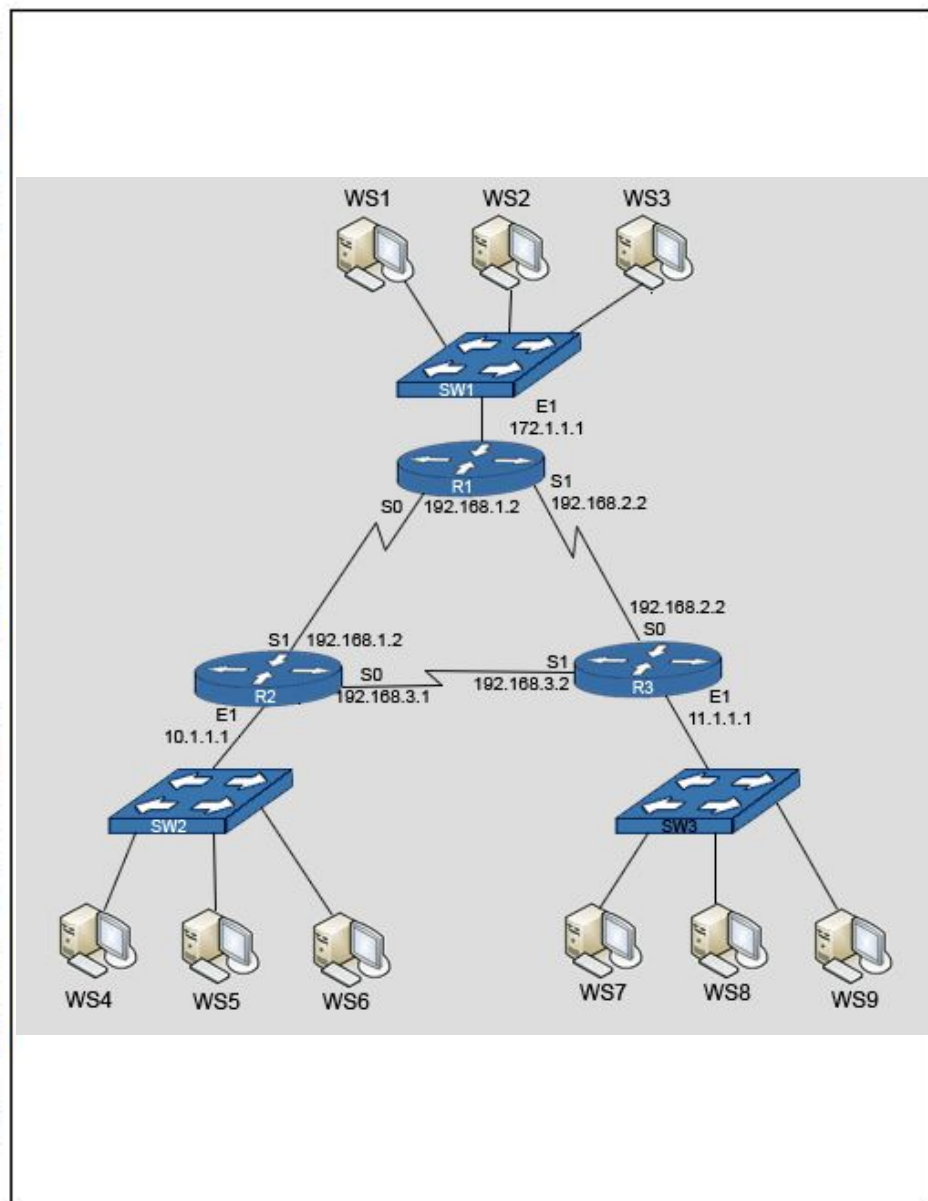 WS1 WS2 WS3
SW1
E1
172.1.1.1
R1
S0 192.168.1.2
S1
192.168.2.2
192.168.2.2
S0
S1 192.168.1.2
R2
S0
192.168.3.1
S1
192.168.3.2
R3
E1
10.1.1.1
E1
11.1.1.1
SW2
SW3
WS4 WS5 WS6
WS7 WS8 WS9